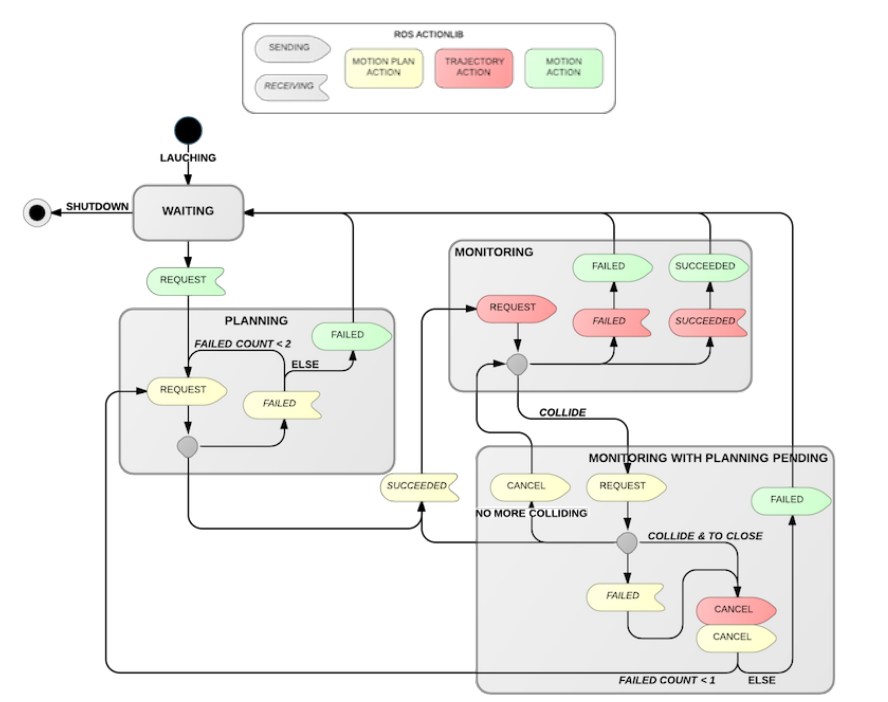 ROS ACTIONLIB
SENDING
RECEIVING
MOTION PLAN
ACTION
TRAJECTORY
ACTION
MOTION
ACTION
LAUCHING
SHUTDOWN
WAITING
REQUEST
PLANNING
FAILED
FAILED COUNT < 2
ELSE
REQUEST
FAILED
MONITORING
FAILED
SUCCEEDED
REQUEST
FAILED
SUCCEEDED
COLLIDE
MONITORING WITH PLANNING PENDING
SUCCEEDED
CANCEL
REQUEST
FAILED
NO MORE COLLIDING
COLLIDE & TO CLOSE
FAILED
CANCEL
CANCEL
FAILED COUNT < 1
ELSE